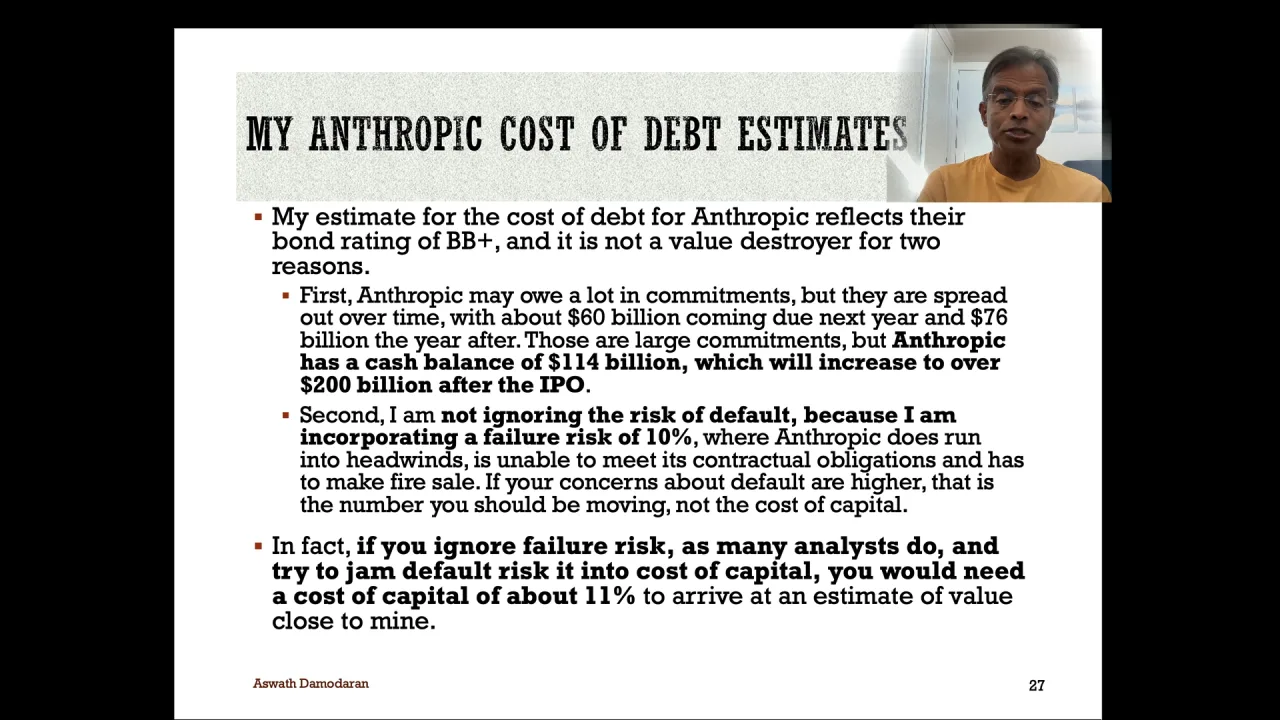 MY ANTHROPIC COST OF DEBT ESTIMATES
▪ My estimate for the cost of debt for Anthropic reflects their
bond rating of BB+, and it is not a value destroyer for two
reasons.
▪ First, Anthropic may owe a lot in commitments, but they are spread
out over time, with about $60 billion coming due next year and $76
billion the year after. Those are large commitments, but Anthropic
has a cash balance of $114 billion, which will increase to over
$200 billion after the IPO.
▪ Second, I am not ignoring the risk of default, because I am
incorporating a failure risk of 10%, where Anthropic does run
into headwinds, is unable to meet its contractual obligations and has
to make fire sale. If your concerns about default are higher, that is
the number you should be moving, not the cost of capital.
▪ In fact, if you ignore failure risk, as many analysts do, and
try to jam default risk it into cost of capital, you would need
a cost of capital of about 11% to arrive at an estimate of value
close to mine.
Aswath Damodaran
27